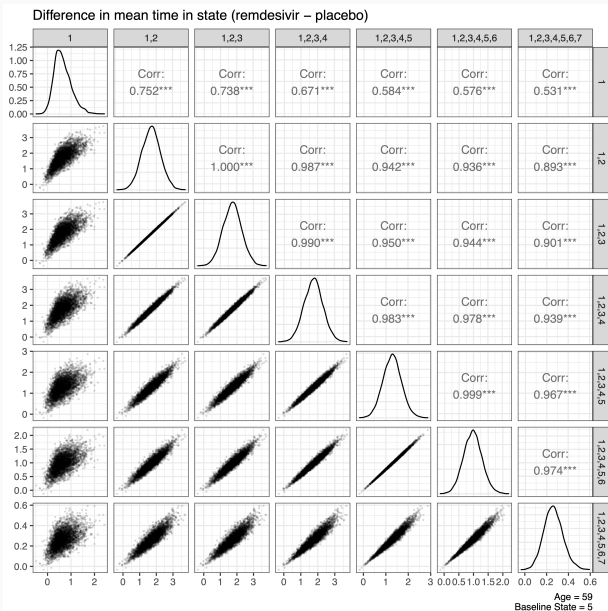 Difference in mean time in state (remdesivir − placebo)
1 1,2 1,2,3 1,2,3,4 1,2,3,4,5 1,2,3,4,5,6 1,2,3,4,5,6,7
1.25
1.00
0.75
0.50
0.25
0.00
Corr: Corr: Corr: Corr: Corr: Corr:
0.752*** 0.738*** 0.671*** 0.584*** 0.576*** 0.531***
1
3
2
1
0
Corr: Corr: Corr: Corr: Corr:
1.000*** 0.987*** 0.942*** 0.936*** 0.893***
1,2
3
2
1
0
Corr: Corr: Corr: Corr:
0.990*** 0.950*** 0.944*** 0.901***
1,2,3
3
2
1
0
Corr: Corr: Corr:
0.983*** 0.978*** 0.939***
1,2,3,4
3
2
1
0
Corr: Corr:
0.999*** 0.967***
1,2,3,4,5
2.0
1.5
1.0
0.5
0.0
Corr:
0.974***
1,2,3,4,5,6
0.6
0.4
0.2
0.0
1,2,3,4,5,6,7
0 1 2 0 1 2 3 0 1 2 3 0 1 2 3 0 1 2 3 0.0 0.5 1.0 1.5 2.0 0.0 0.2 0.4 0.6
Age = 59
Baseline State = 5